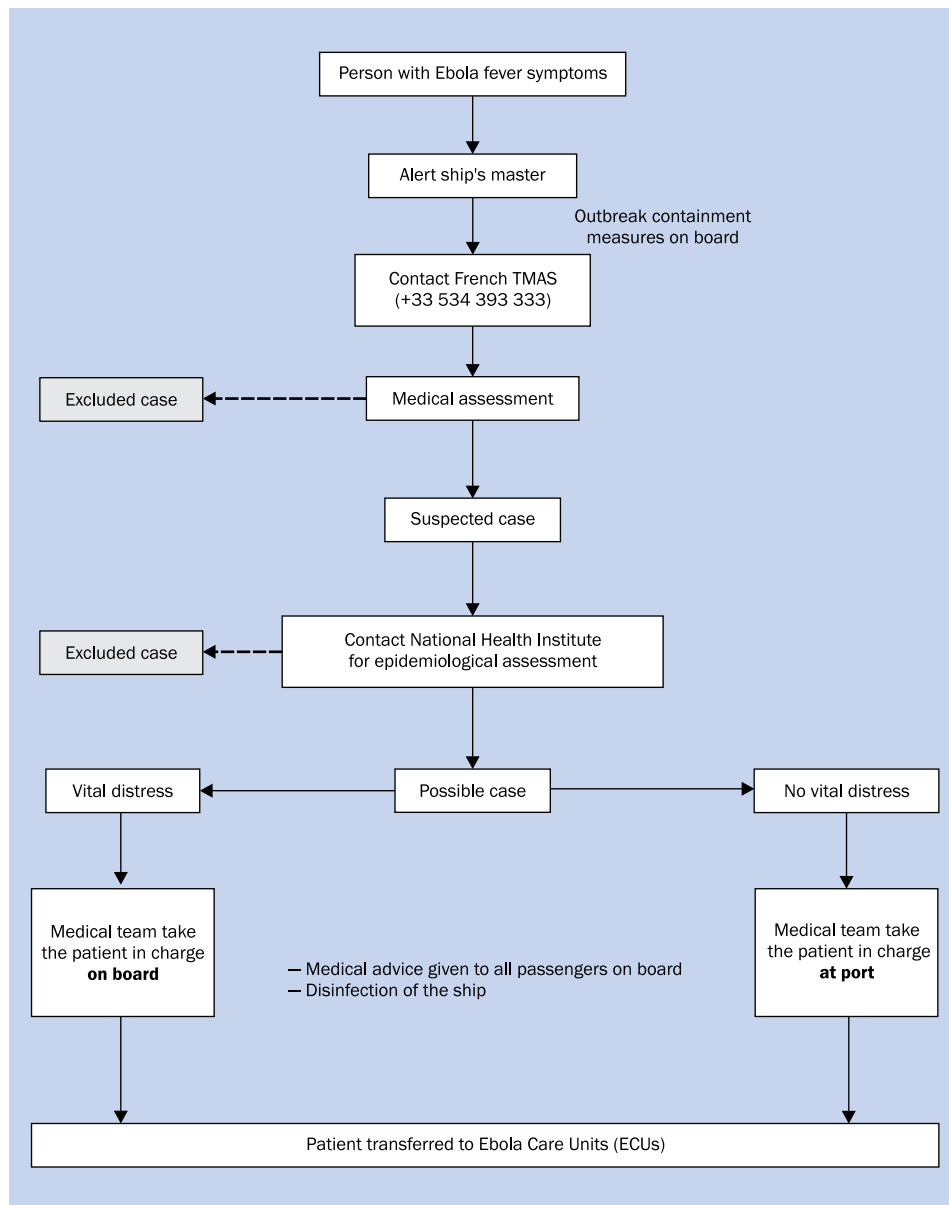 Person with Ebola fever symptoms
Alert ship's master
Outbreak containment
measures on board
Contact French TMAS
(+33 534 393 333)
Excluded case
Medical assessment
Suspected case
Excluded case
Contact National Health Institute
for epidemiological assessment
Vital distress
Possible case
No vital distress
Medical team take
the patient in charge
on board
— Medical advice given to all passengers on board
— Disinfection of the ship
Medical team take
the patient in charge
at port
Patient transferred to Ebola Care Units (ECUs)